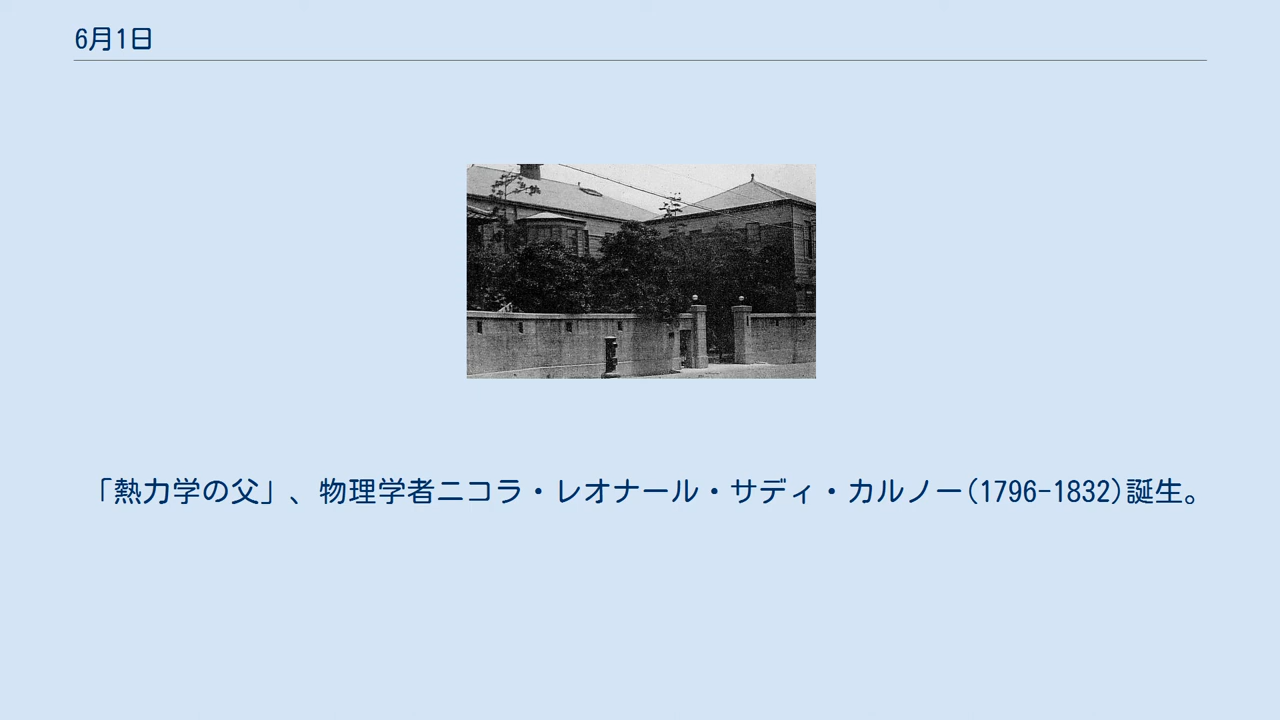 6月1日
「熱力学の父」、物理学者ニコラ・レオナール・サディ・カルノー(1796-1832)誕生。